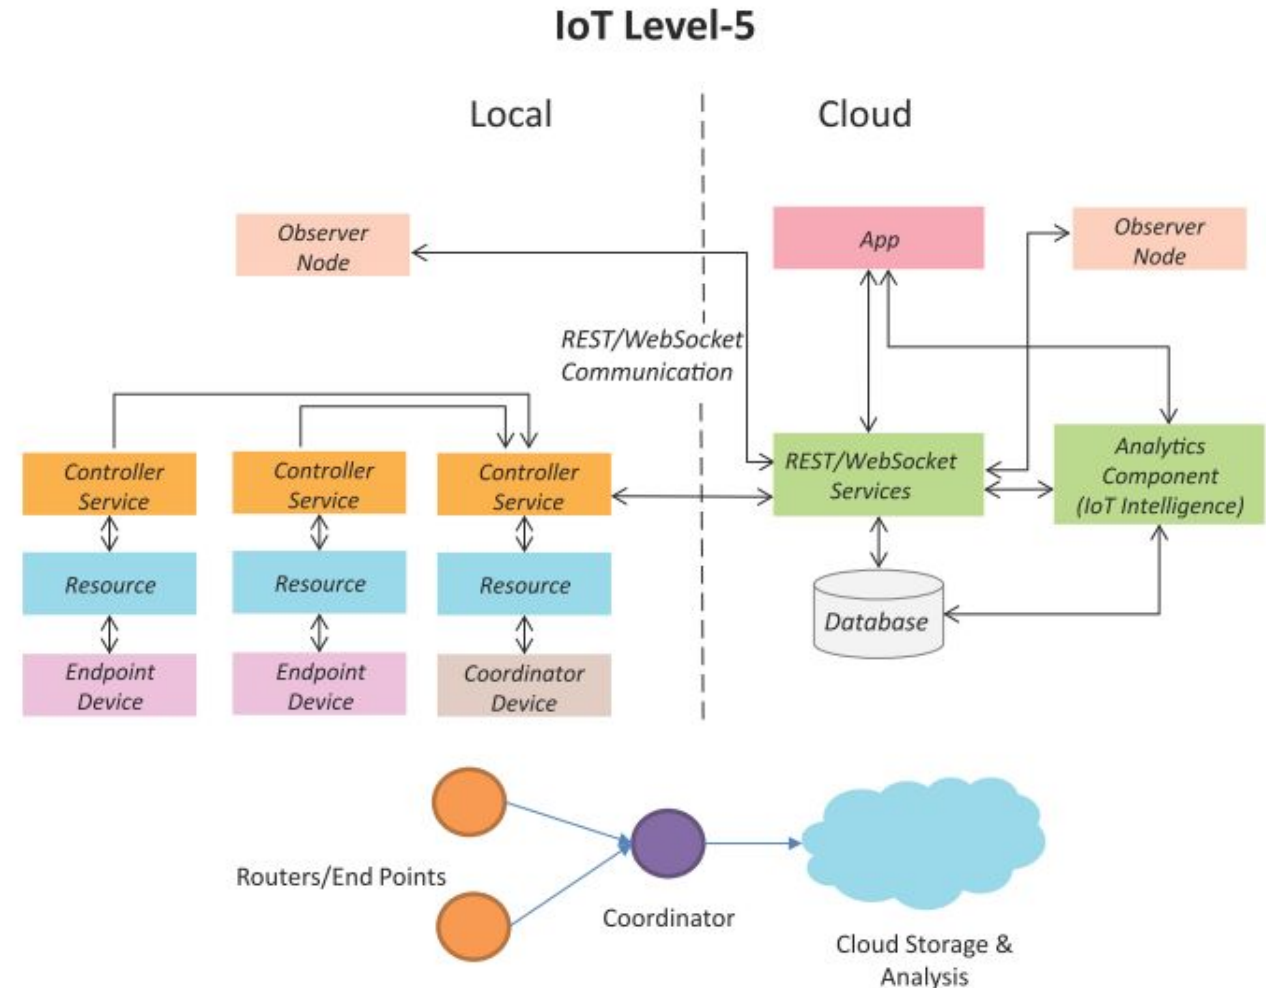 IoT Level-5
Local
Cloud
Observer
Node
App
Observer
Node
REST/WebSocket
Communication
Controller
Service
Controller
Service
Controller
Service
REST/WebSocket
Services
Analytics
Component
(IoT Intelligence)
Resource
Resource
Resource
Database
Endpoint
Device
Endpoint
Device
Coordinator
Device
Routers/End Points
Coordinator
Cloud Storage &
Analysis